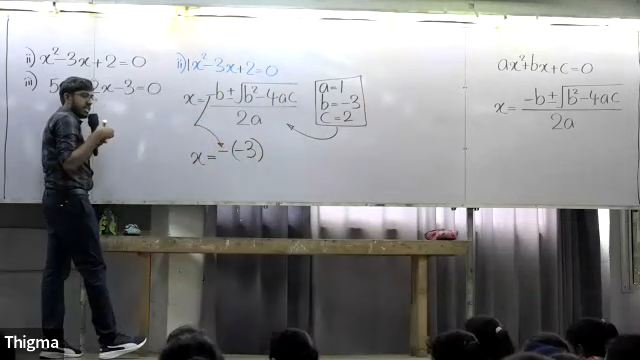 ii) x²-3x+2=0
iii) 5 2x-3=0
ii) 1x²-3x+2=0
x = -b ± √b²-4ac / 2a
a=1
b=-3
c=2
x = -(-3)
ax²+bx+c=0
x = -b ± √b²-4ac / 2a
Thigma